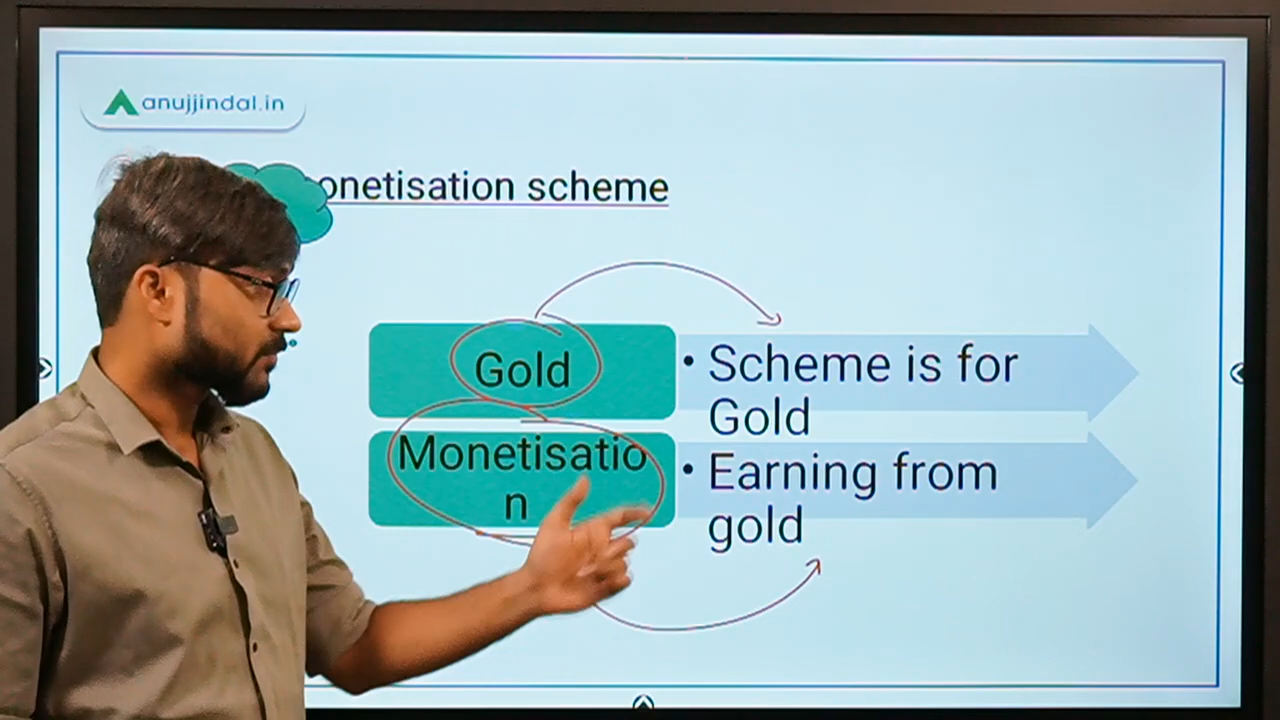 anujjindal.in
onetisation scheme
Gold
• Scheme is for
Gold
Monetisatio
n
• Earning from
gold